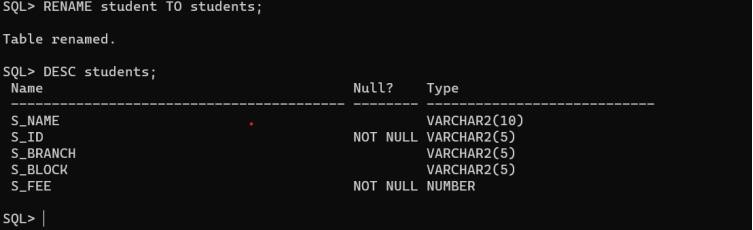 SQL> RENAME student TO students;
Table renamed.
SQL> DESC students;
Name Null? Type
----------------------------------------- -------- ----------------------------
S_NAME VARCHAR2(10)
S_ID NOT NULL VARCHAR2(5)
S_BRANCH VARCHAR2(5)
S_BLOCK VARCHAR2(5)
S_FEE NOT NULL NUMBER
SQL>